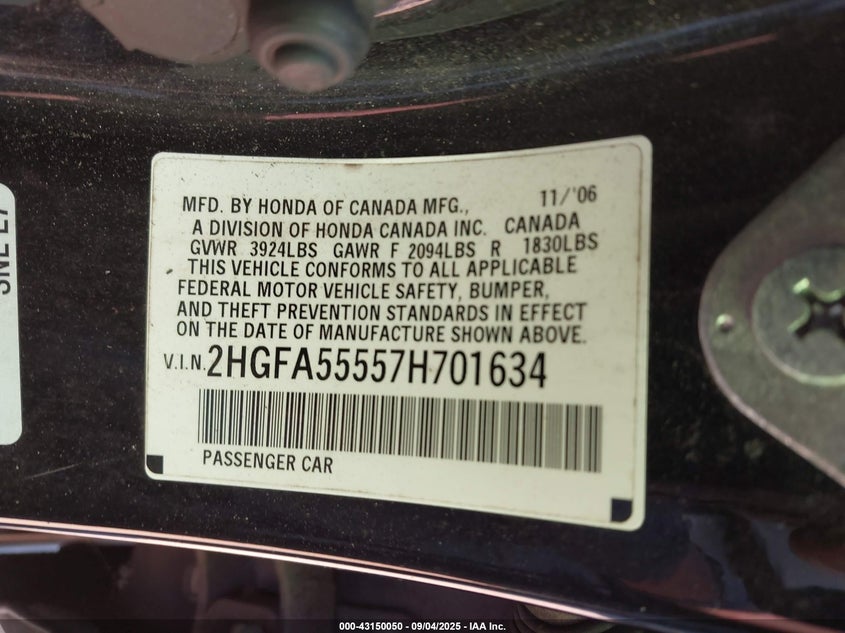 MFD. BY HONDA OF CANADA MFG., 11/'06
A DIVISION OF HONDA CANADA INC. CANADA
GVWR 3924LBS GAWR F 2094LBS R 1830LBS
THIS VEHICLE CONFORMS TO ALL APPLICABLE
FEDERAL MOTOR VEHICLE SAFETY, BUMPER,
AND THEFT PREVENTION STANDARDS IN EFFECT
ON THE DATE OF MANUFACTURE SHOWN ABOVE.
V.I.N. 2HGFA55557H701634
PASSENGER CAR
000-43150050 - 09/04/2025 - IAA Inc.